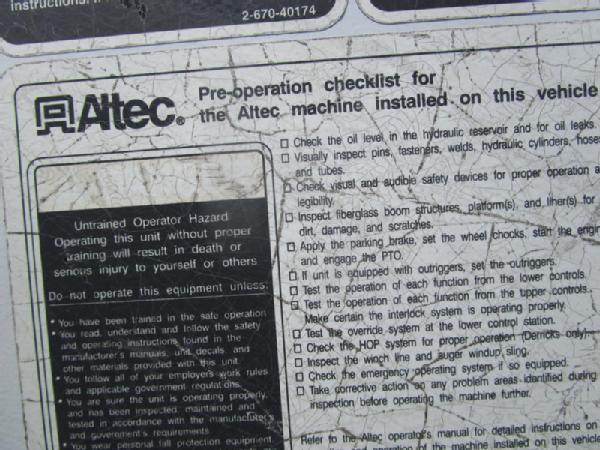 instructions.
2-670-40174
Altec®
Pre-operation checklist for
the Altec machine installed on this vehicle
Untrained Operator Hazard
Operating this unit without proper
training will result in death or
serious injury to yourself or others
Do not operate this equipment unless:
• You have been trained in the safe operation
• You read, understand and follow the safety
and operating instructions found in the
manufacturer's manuals, unit decals, and
other materials provided with this unit.
• You follow all of your employer's work rules
and applicable government regulations.
• You are sure the unit is operating properly,
and has been inspected, maintained and
tested in accordance with the manufacturer's
and government's requirements.
• You wear personal fall protection equipment
□ Check the oil level in the hydraulic reservoir and for oil leaks.
□ Visually inspect pins, fasteners, welds, hydraulic cylinders, hoses
and tubes.
□ Check visual and audible safety devices for proper operation a
legibility.
□ Inspect fiberglass boom structures, platform(s), and liner(s) for
dirt, damage, and scratches.
□ Apply the parking brake, set the wheel chocks, start the engin
and engage the PTO.
□ If unit is equipped with outriggers, set the outriggers.
□ Test the operation of each function from the lower controls.
□ Test the operation of each function from the upper controls.
Make certain the interlock system is operating properly.
□ Test the override system at the lower control station.
□ Check the HOP system for proper operation (Derricks only)
□ Inspect the winch line and auger windup sling.
□ Check the emergency operating system if so equipped.
□ Take corrective action on any problem areas identified during
inspection before operating the machine further.
Refer to the Altec operator's manual for detailed instructions on
operation of the machine installed on this vehicle